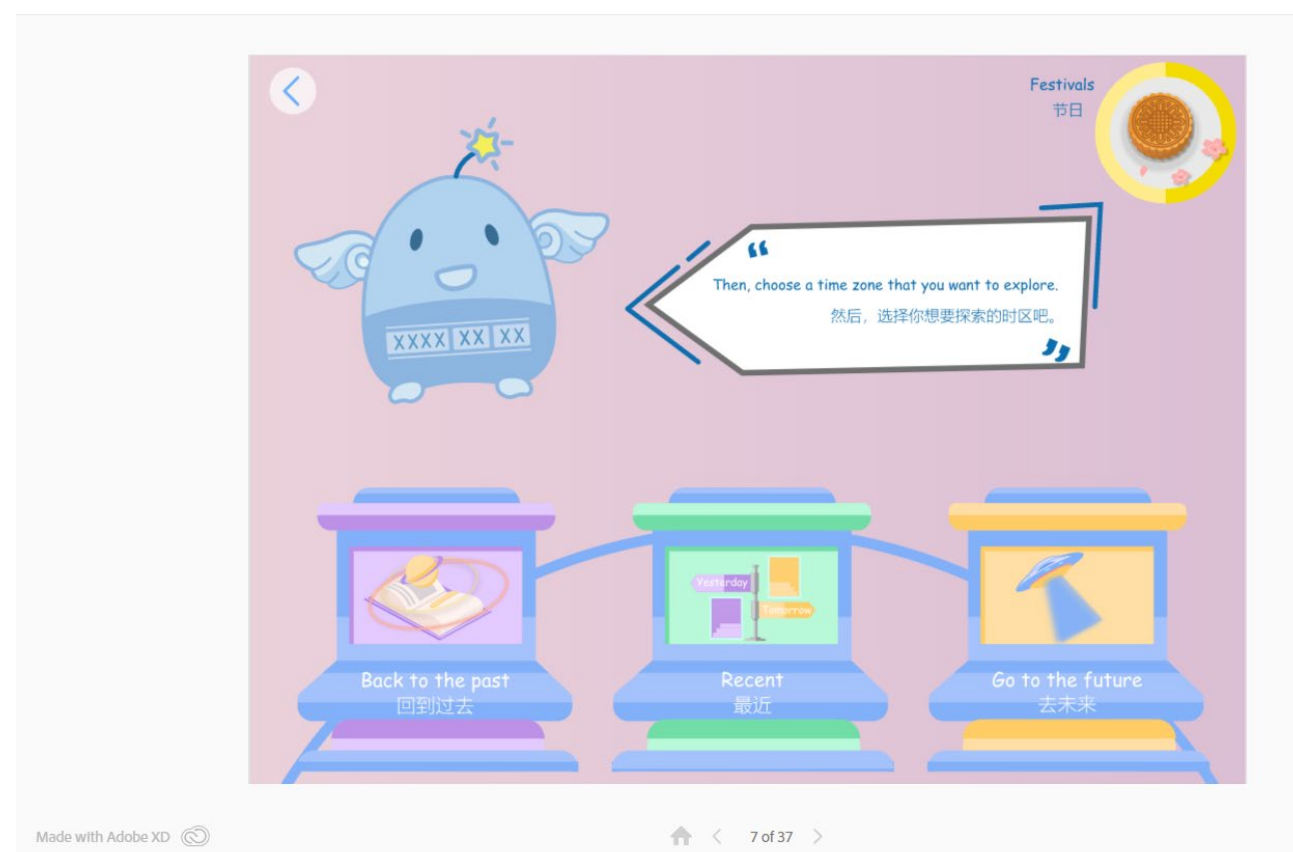 Festivals
节日
“
Then, choose a time zone that you want to explore.
然后，选择你想要探索的时区吧。
”
XXXX XX XX
Yesterday
Tomorrow
Back to the past
回到过去
Recent
最近
Go to the future
去未来
Made with Adobe XD
7 of 37